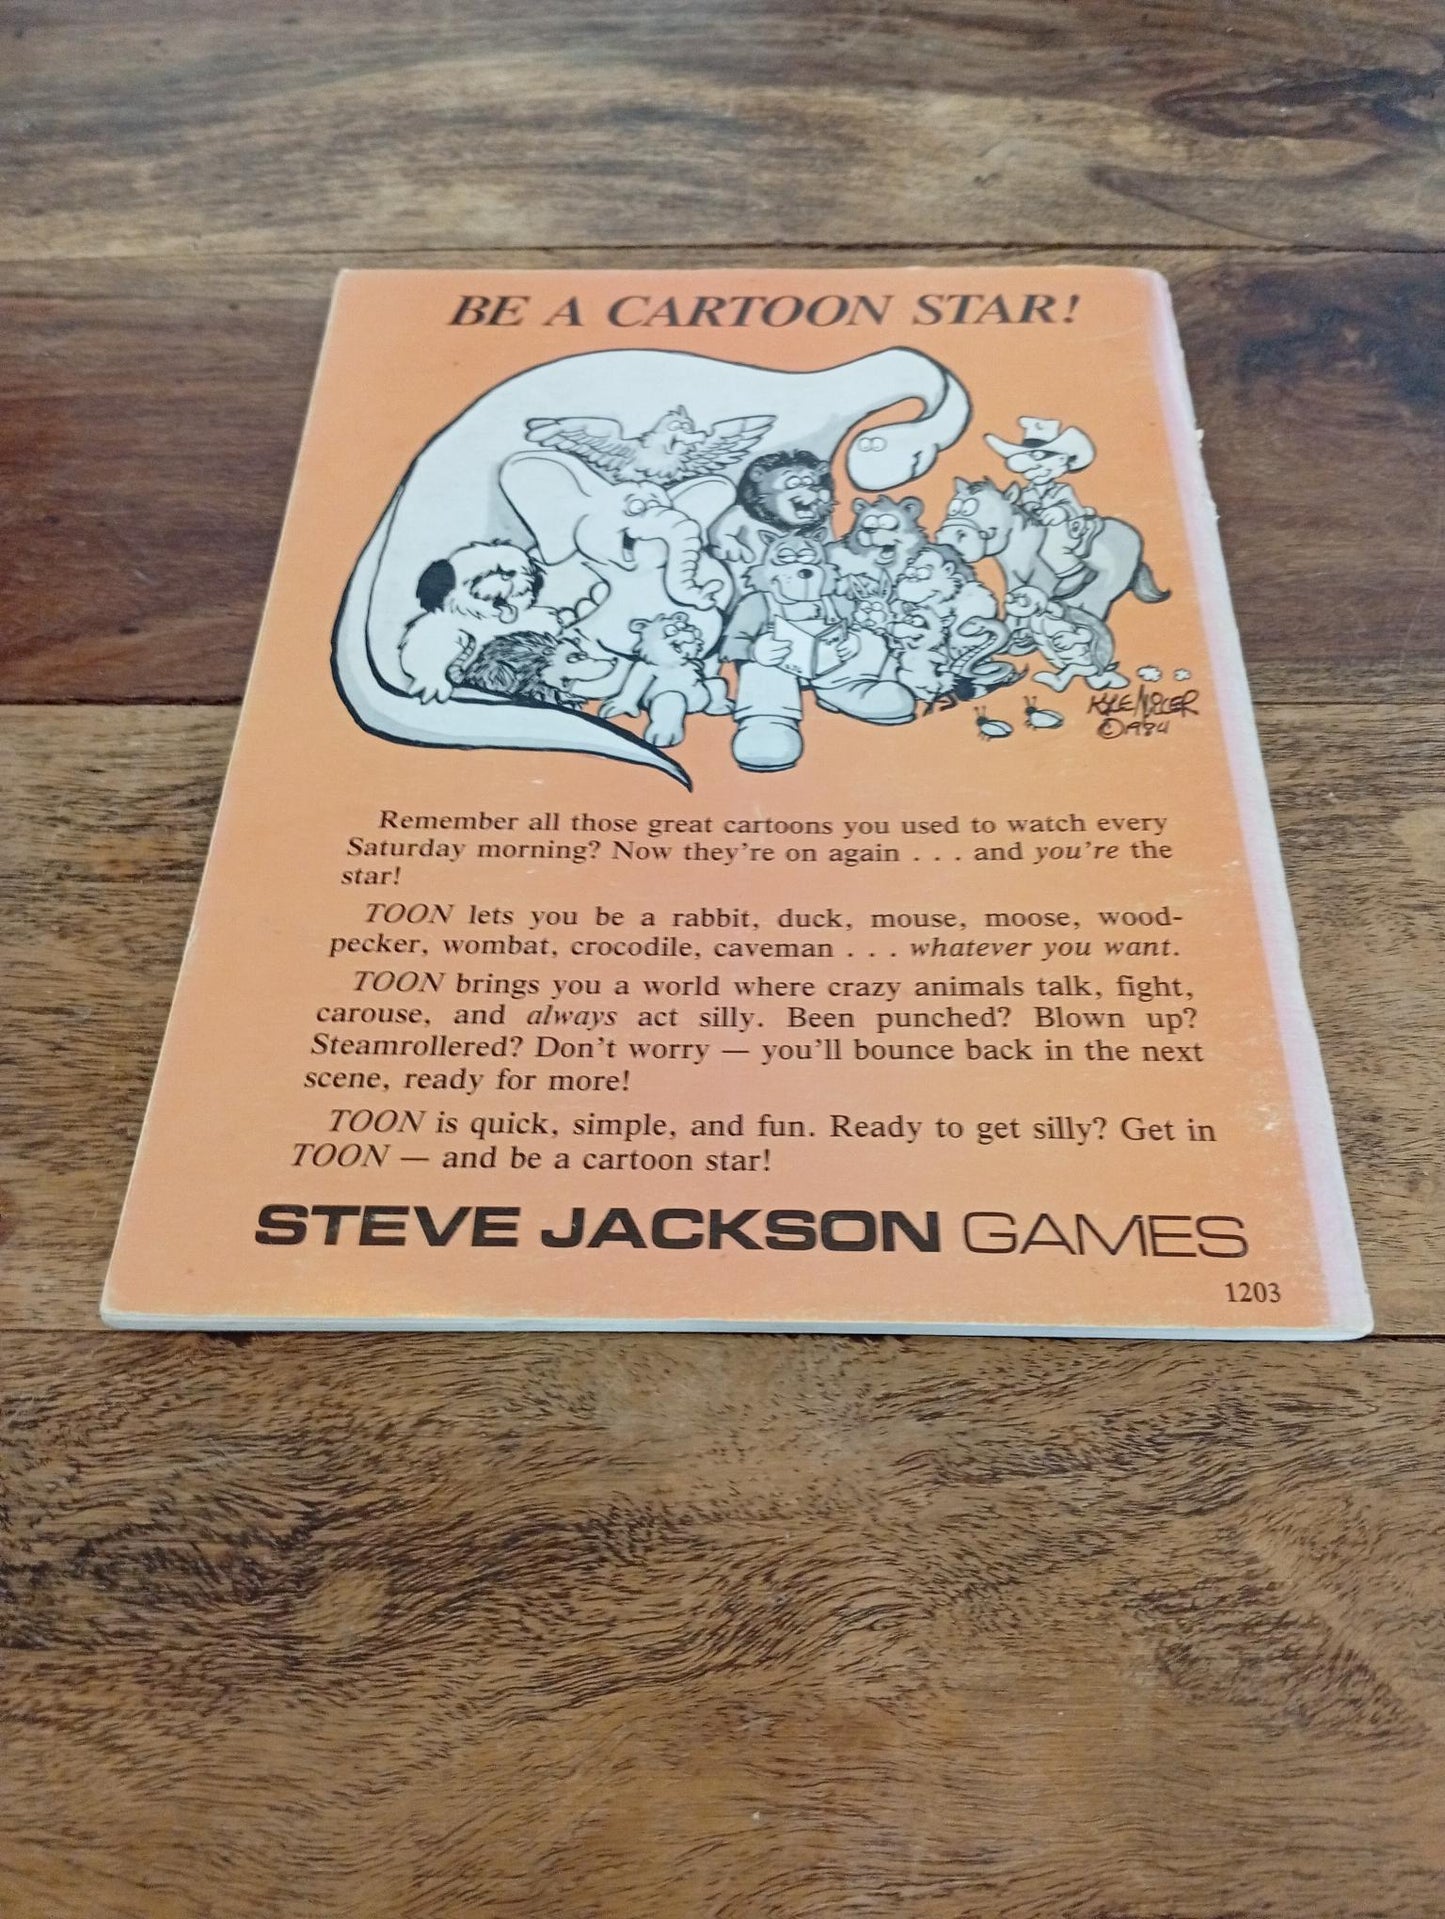 BE A CARTOON STAR!
KYLE MILLER
©1984
Remember all those great cartoons you used to watch every
Saturday morning? Now they're on again . . . and you're the
star!
TOON lets you be a rabbit, duck, mouse, moose, wood-
pecker, wombat, crocodile, caveman . . . whatever you want.
TOON brings you a world where crazy animals talk, fight,
carouse, and always act silly. Been punched? Blown up?
Steamrollered? Don't worry — you'll bounce back in the next
scene, ready for more!
TOON is quick, simple, and fun. Ready to get silly? Get in
TOON — and be a cartoon star!
STEVE JACKSON GAMES
1203